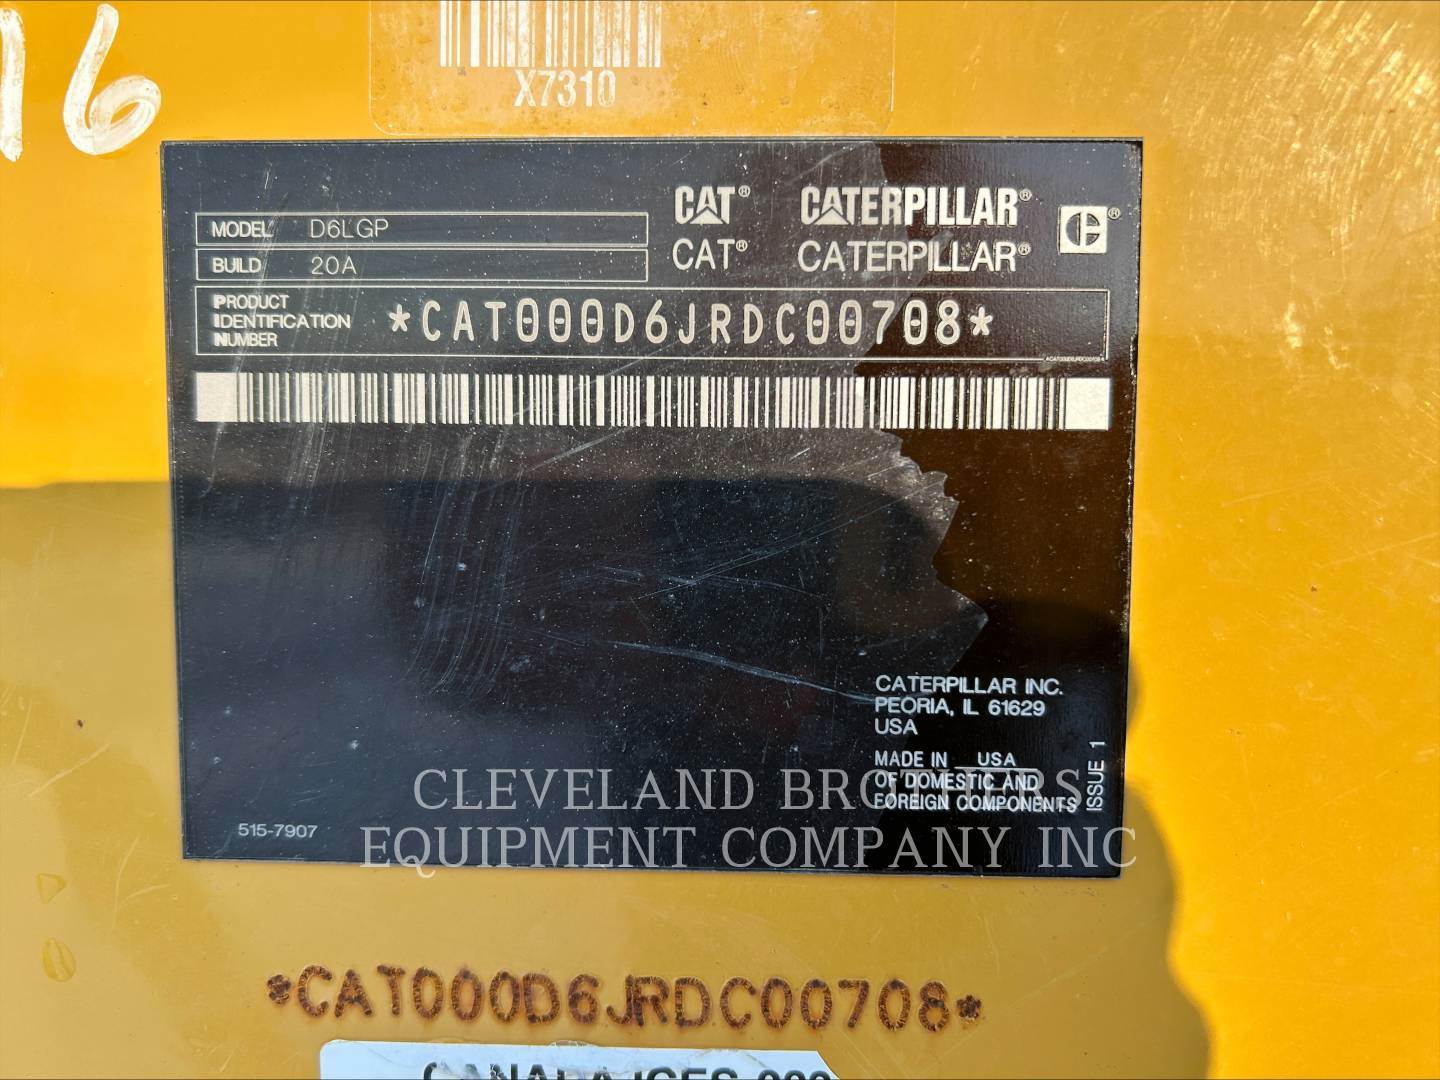 16
X7310
MODEL D6LGP
BUILD 20A
CAT® CATERPILLAR®
CAT® CATERPILLAR®
PRODUCT
IDENTIFICATION
NUMBER
*CAT000D6JRDC00708*
CATERPILLAR INC.
PEORIA, IL 61629
USA
MADE IN USA
OF DOMESTIC AND
FOREIGN COMPONENTS
ISSUE 1
515-7907
CLEVELAND BROTHERS
EQUIPMENT COMPANY INC
*CAT000D6JRDC00708*